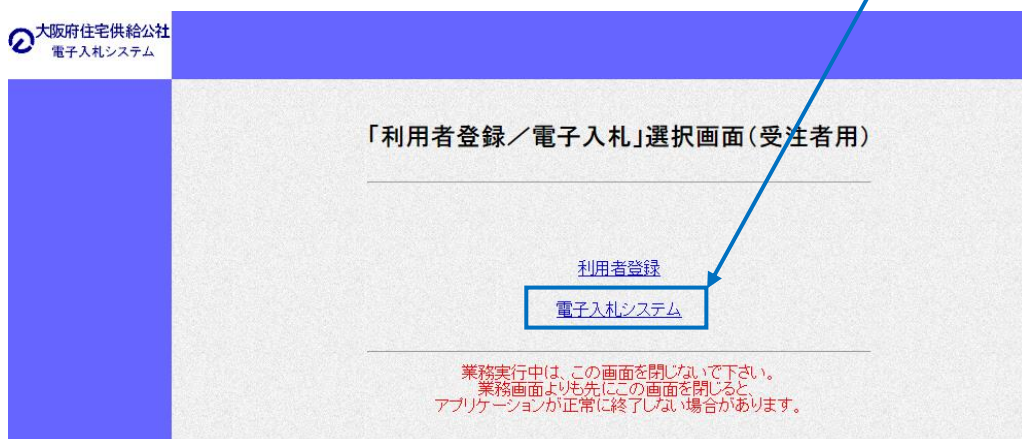 大阪府住宅供給公社
電子入札システム
「利用者登録／電子入札」選択画面（受注者用）
利用者登録
電子入札システム
業務実行中は、この画面を閉じないで下さい。
業務画面よりも先にこの画面を閉じると、
アプリケーションが正常に終了しない場合があります。